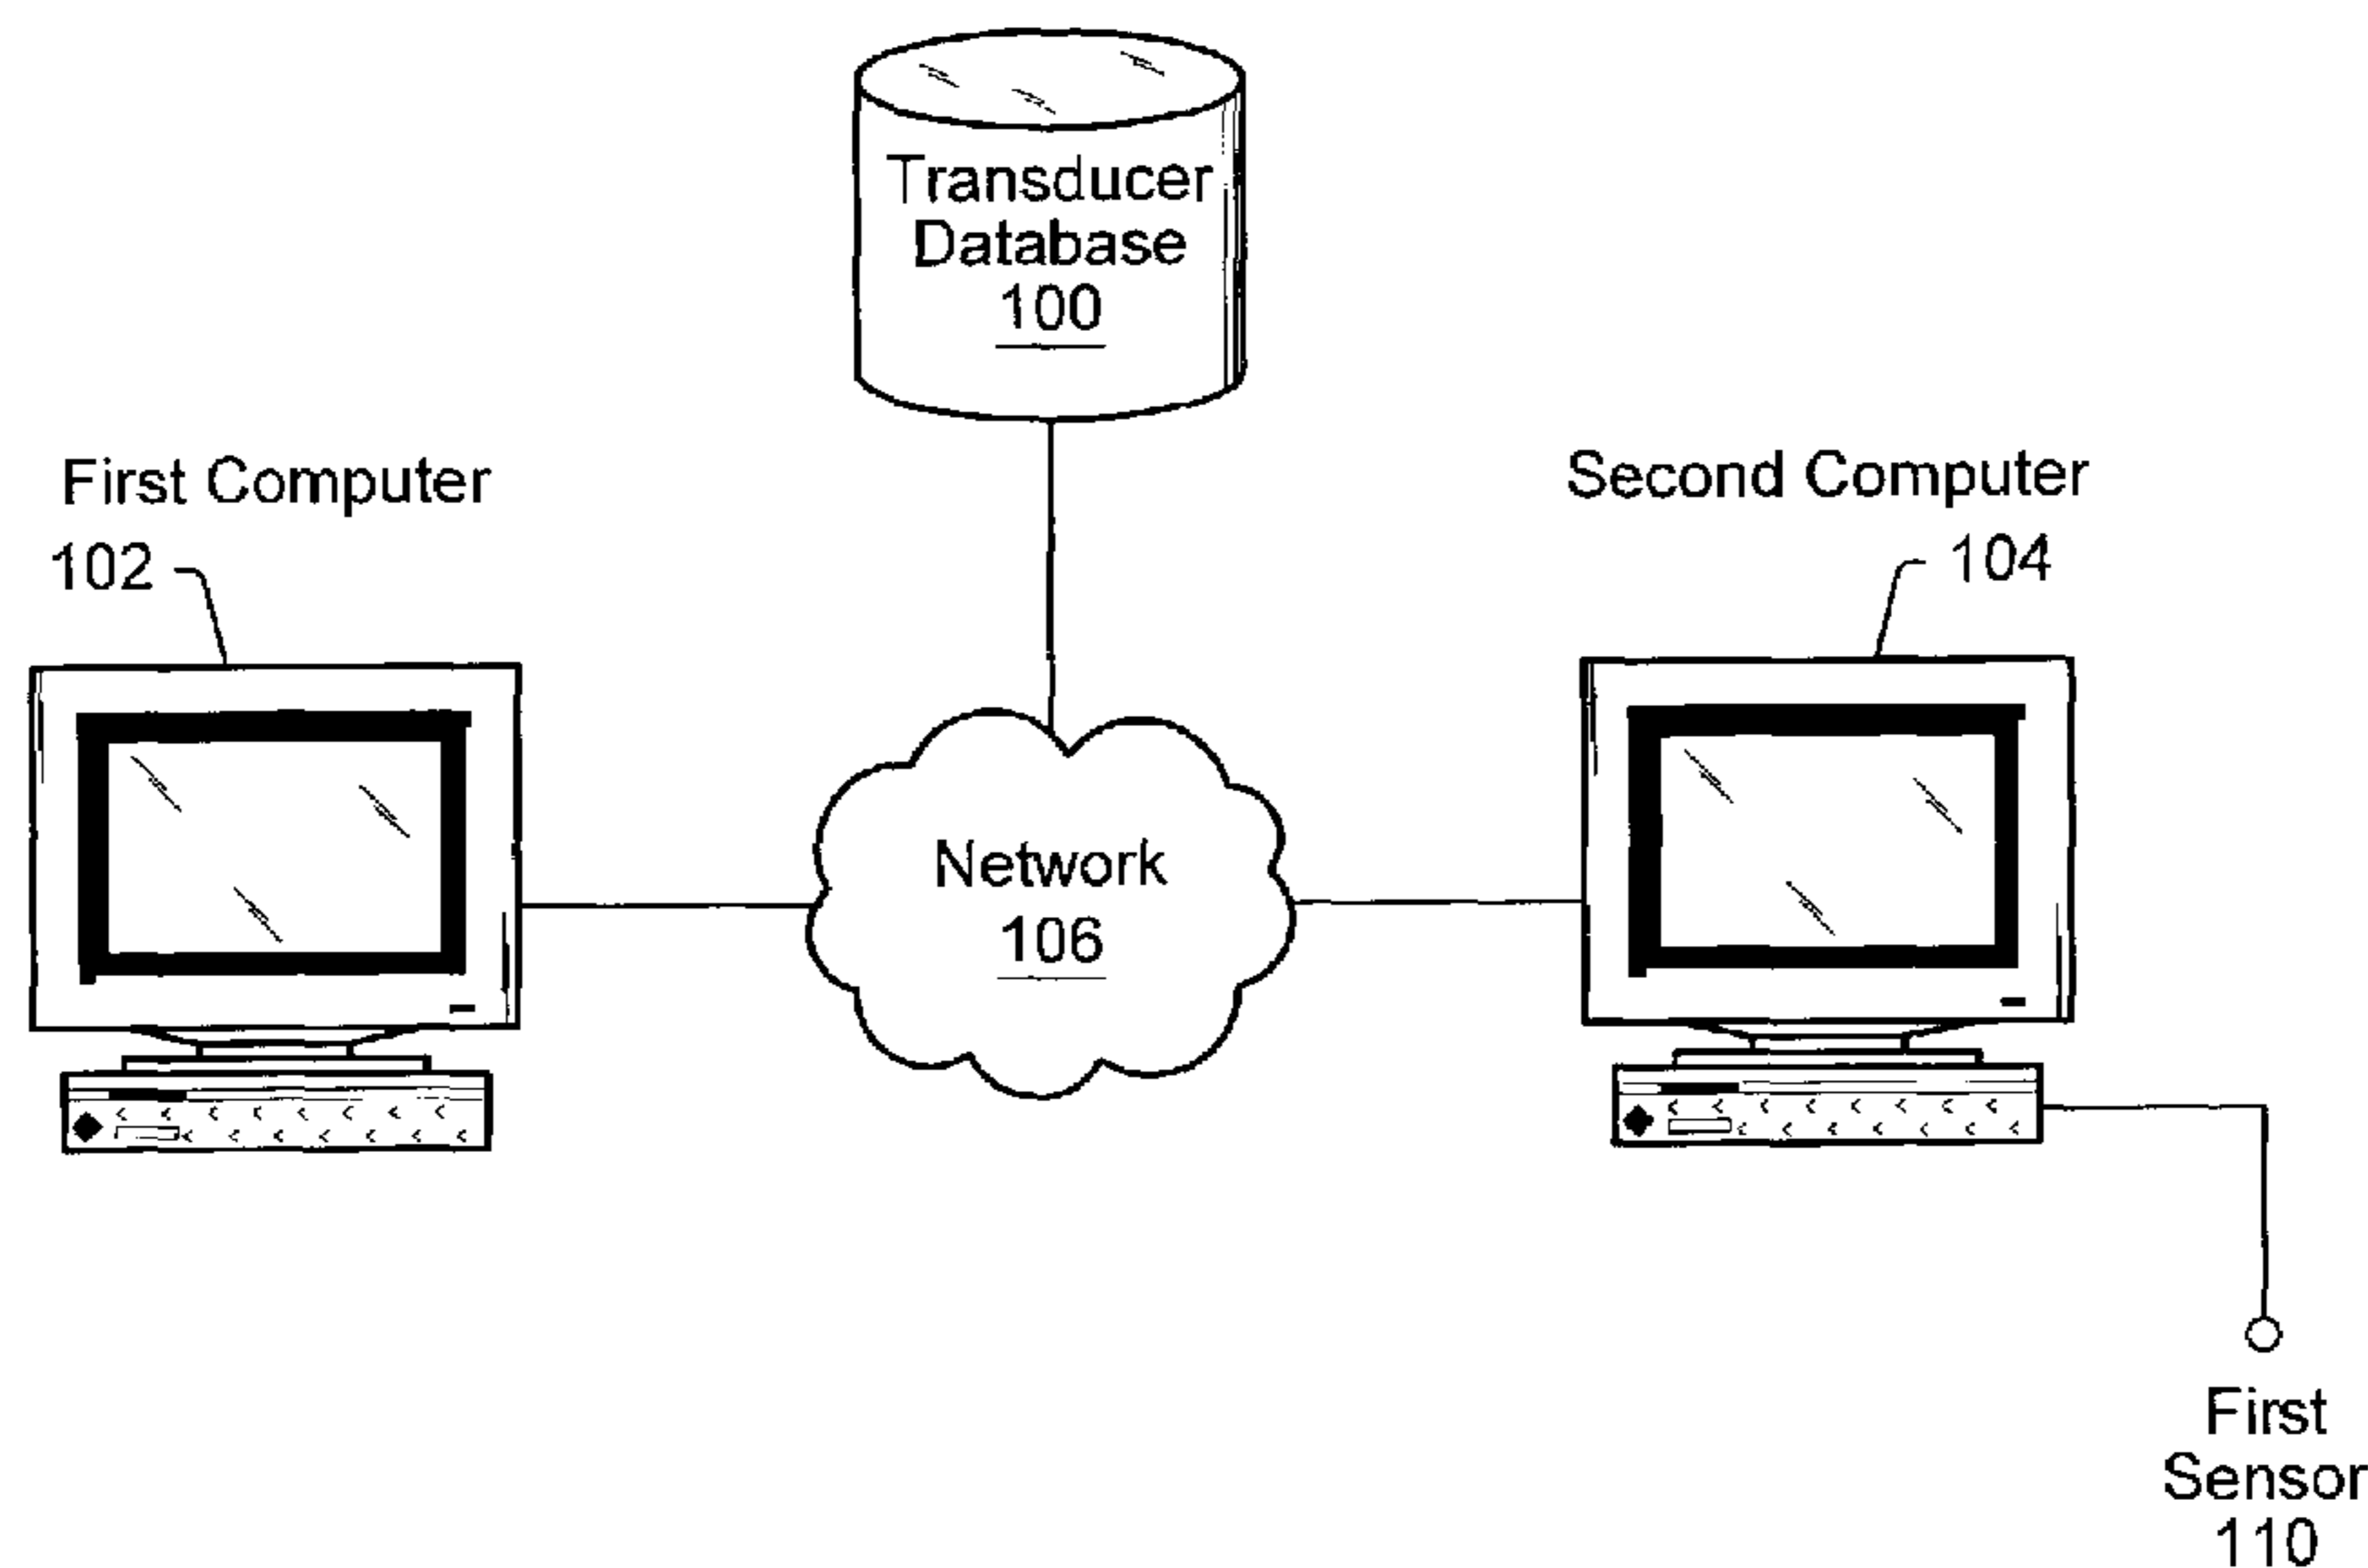 Transducer
Database
100
First Computer
102
Second Computer
104
Network
106
First
Sensor
110